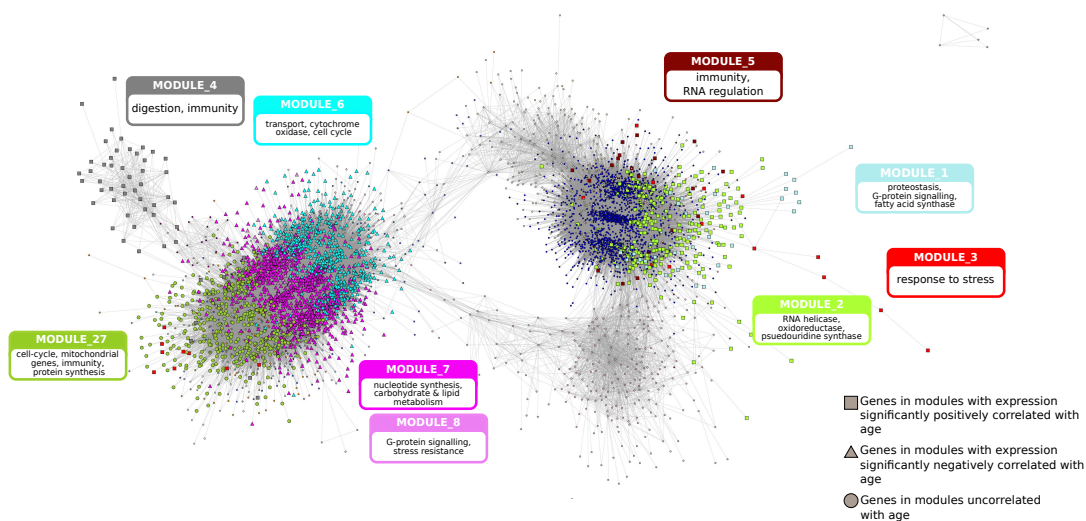 MODULE_4
digestion, immunity
MODULE_6
transport, cytochrome
oxidase, cell cycle
MODULE_5
immunity,
RNA regulation
MODULE_1
proteostasis,
G-protein signalling,
fatty acid synthase
MODULE_3
response to stress
MODULE_2
RNA helicase,
oxidoreductase,
psuedouridine synphase
MODULE_27
cell-cycle, mitochondrial
genes, immunity,
protein synthesis
MODULE_7
nucleotide synthesis,
carbohydrate & lipid
metabolism
MODULE_8
G-protein signalling,
stress resistance
Genes in modules with expression
significantly positively correlated with
age
Genes in modules with expression
significantly negatively correlated with
age
Genes in modules uncorrelated
with age